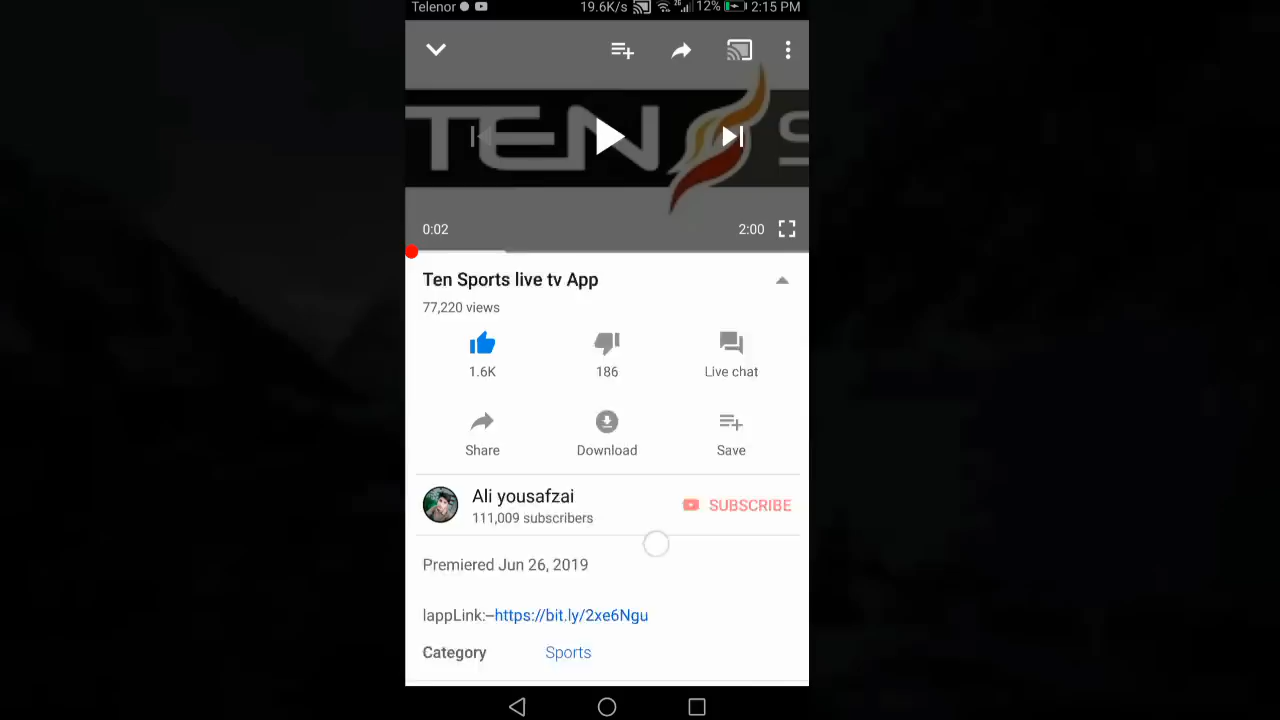 Telenor 19.6K/s 12% 2:15 PM
TEN S
0:02 2:00
Ten Sports live tv App
77,220 views
1.6K 186 Live chat
Share Download Save
Ali yousafzai SUBSCRIBE
111,009 subscribers
Premiered Jun 26, 2019
lappLink:--https://bit.ly/2xe6Ngu
Category Sports